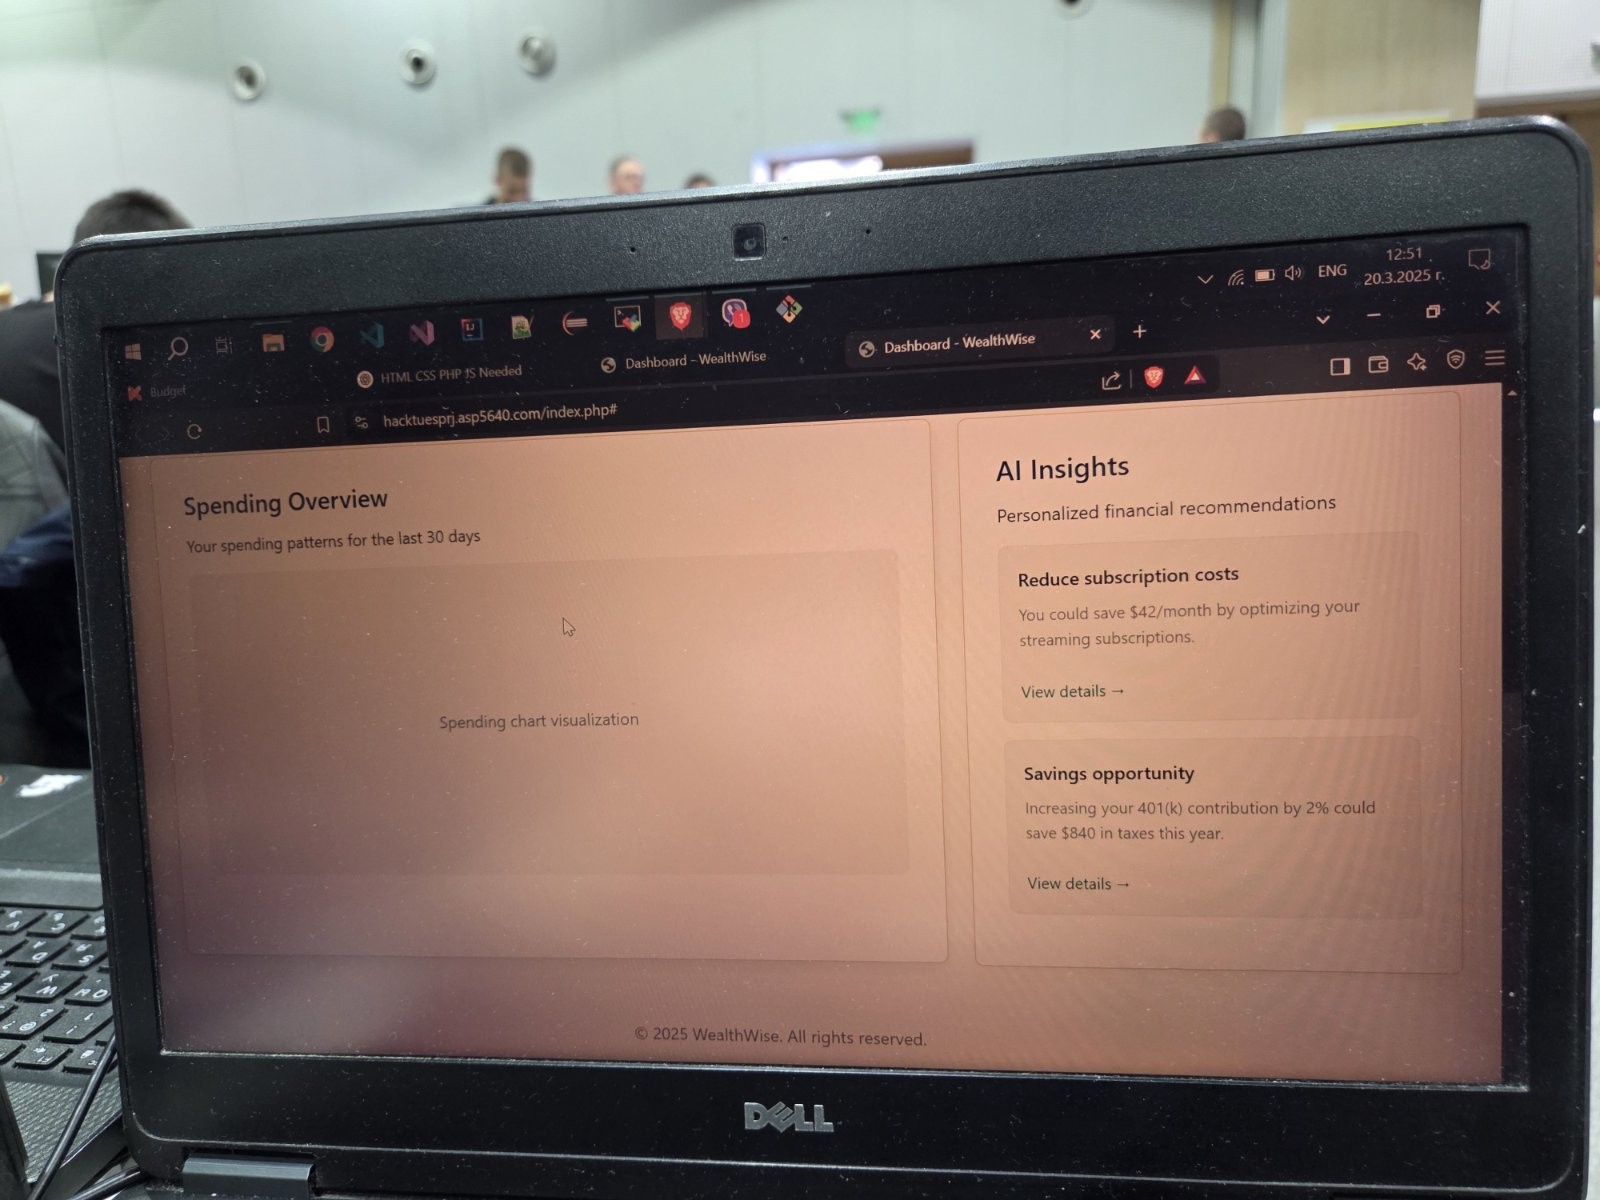 12:51
ENG
20.3.2025 г.
HTML CSS PHP JS Needed
Dashboard - WealthWise
Dashboard - WealthWise
Budget
hacktuesprj.asp5640.com/index.php#
Spending Overview
Your spending patterns for the last 30 days
Spending chart visualization
AI Insights
Personalized financial recommendations
Reduce subscription costs
You could save $42/month by optimizing your
streaming subscriptions.
View details →
Savings opportunity
Increasing your 401(k) contribution by 2% could
save $840 in taxes this year.
View details →
© 2025 WealthWise. All rights reserved.
DELL